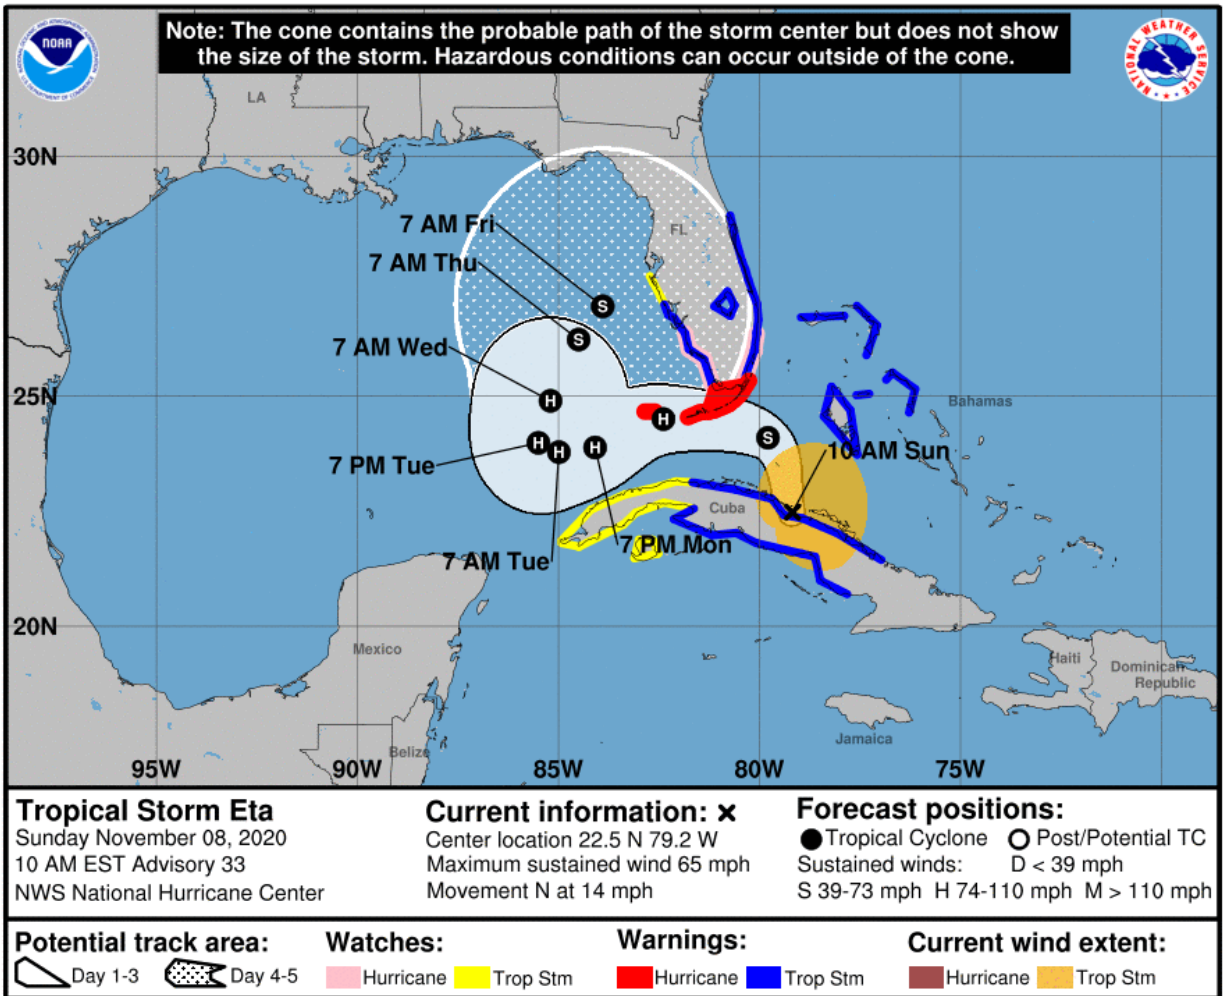 Note: The cone contains the probable path of the storm center but does not show
the size of the storm. Hazardous conditions can occur outside of the cone.
NOAA
NATIONAL WEATHER SERVICE
LA
30N
7 AM Fri
FL
7 AM Thu
7 AM Wed
S
S
25N
H
H
Bahamas
S
10 AM Sun
H
H
H
7 PM Tue
Cuba
7 PM Mon
7 AM Tue
20N
Mexico
Haiti
Dominican
Republic
Jamaica
Belize
95W
90W
85W
80W
75W
Tropical Storm Eta
Sunday November 08, 2020
10 AM EST Advisory 33
NWS National Hurricane Center
Current information: ×
Center location 22.5 N 79.2 W
Maximum sustained wind 65 mph
Movement N at 14 mph
Forecast positions:
Tropical Cyclone Post/Potential TC
Sustained winds: D < 39 mph
S 39-73 mph H 74-110 mph M > 110 mph
Potential track area:
Day 1-3 Day 4-5
Watches:
Hurricane Trop Stm
Warnings:
Hurricane Trop Stm
Current wind extent:
Hurricane Trop Stm